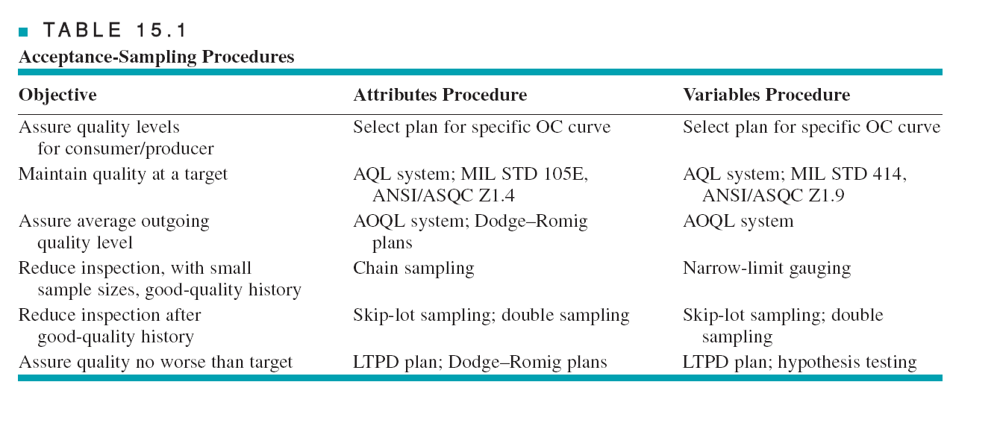 TABLE 15.1
Acceptance-Sampling Procedures
Objective Attributes Procedure Variables Procedure
Assure quality levels Select plan for specific OC curve Select plan for specific OC curve
for consumer/producer
Maintain quality at a target AQL system; MIL STD 105E, AQL system; MIL STD 414,
ANSI/ASQC Z1.4 ANSI/ASQC Z1.9
Assure average outgoing AOQL system; Dodge–Romig AOQL system
quality level plans
Reduce inspection, with small Chain sampling Narrow-limit gauging
sample sizes, good-quality history
Reduce inspection after Skip-lot sampling; double sampling Skip-lot sampling; double
good-quality history sampling
Assure quality no worse than target LTPD plan; Dodge–Romig plans LTPD plan; hypothesis testing